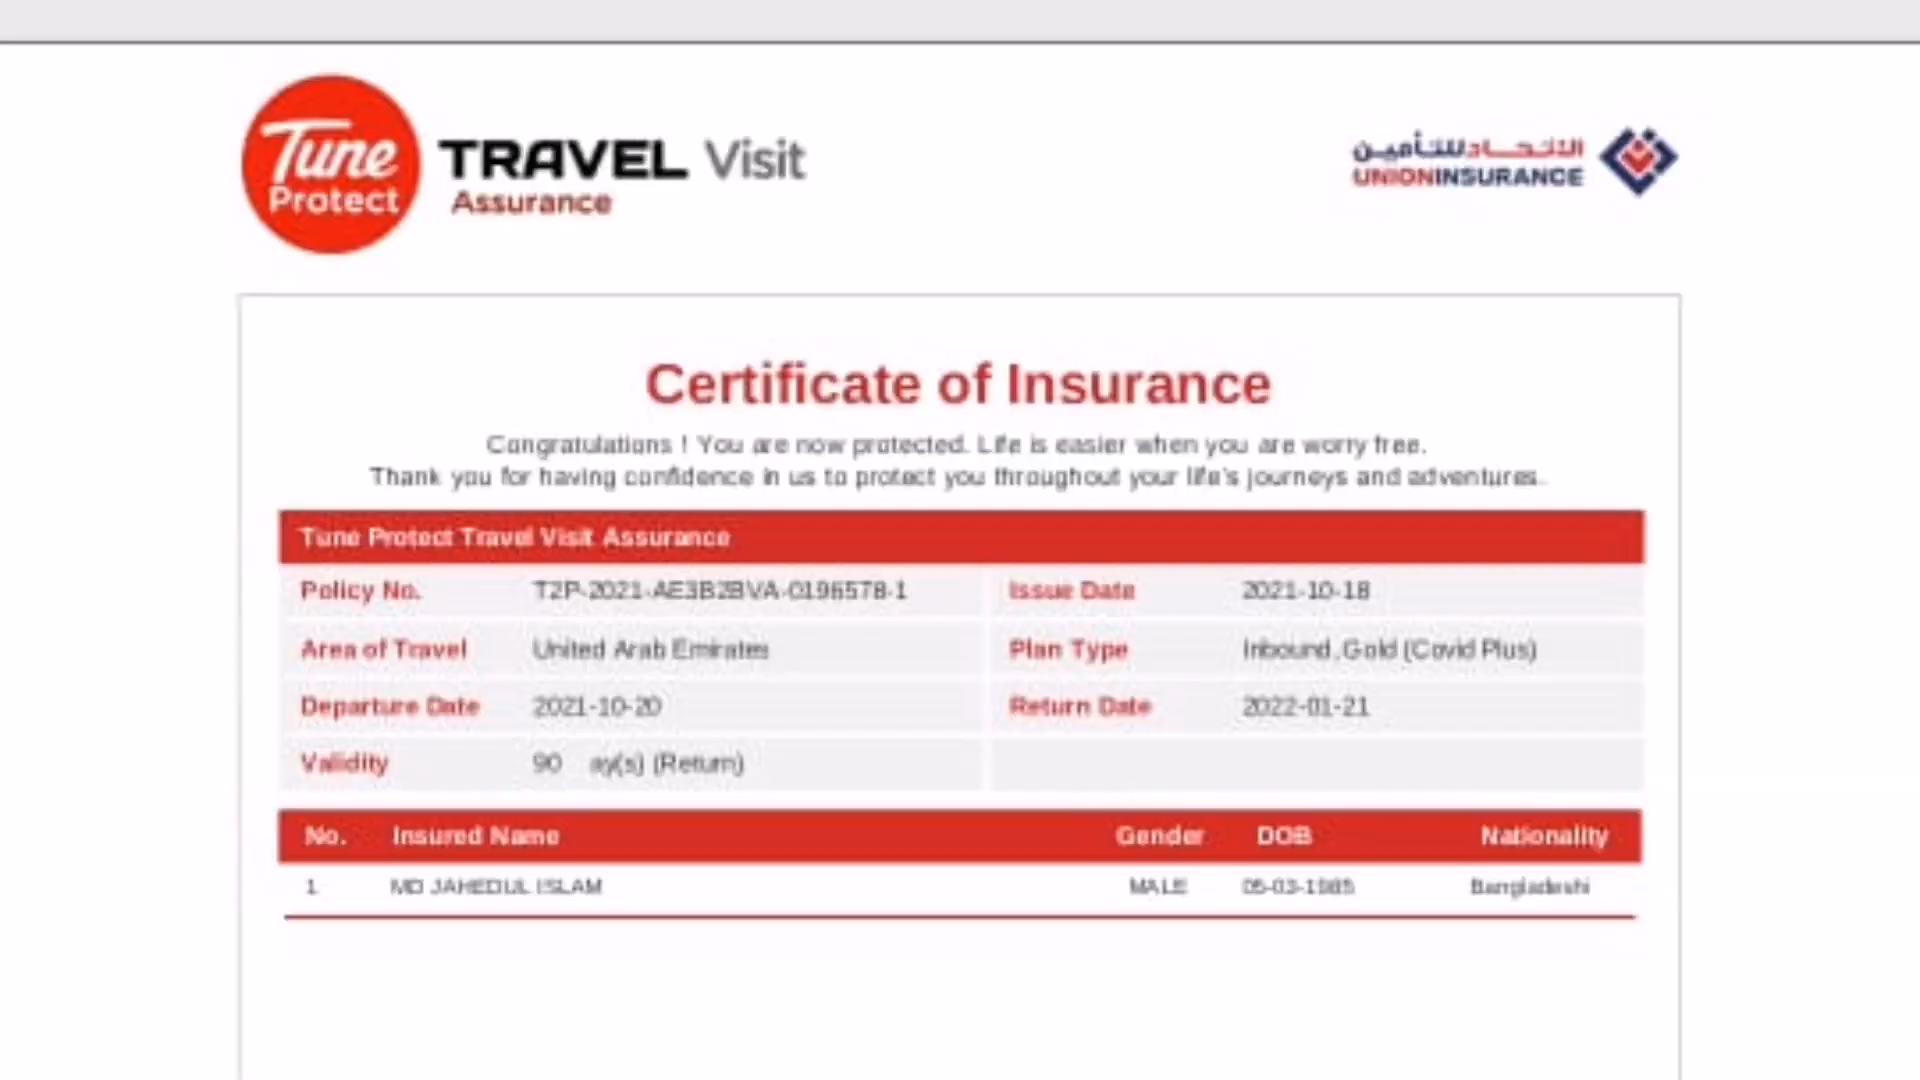 Tune
Protect
TRAVEL Visit
Assurance
الاتحاد للتأمين
UNIONINSURANCE
Certificate of Insurance
Congratulations ! You are now protected. Life is easier when you are worry free.
Thank you for having confidence in us to protect you throughout your life's journeys and adventures.
Tune Protect Travel Visit Assurance
Policy No. T2P-2021-AE3B2BVA-0196578-1 Issue Date 2021-10-18
Area of Travel United Arab Emirates Plan Type Inbound, Gold (Covid Plus)
Departure Date 2021-10-20 Return Date 2022-01-21
Validity 90 ay(s) (Return)
No. Insured Name Gender DOB Nationality
1 MD JAHEDUL ISLAM MALE 05-03-1985 Bangladeshi